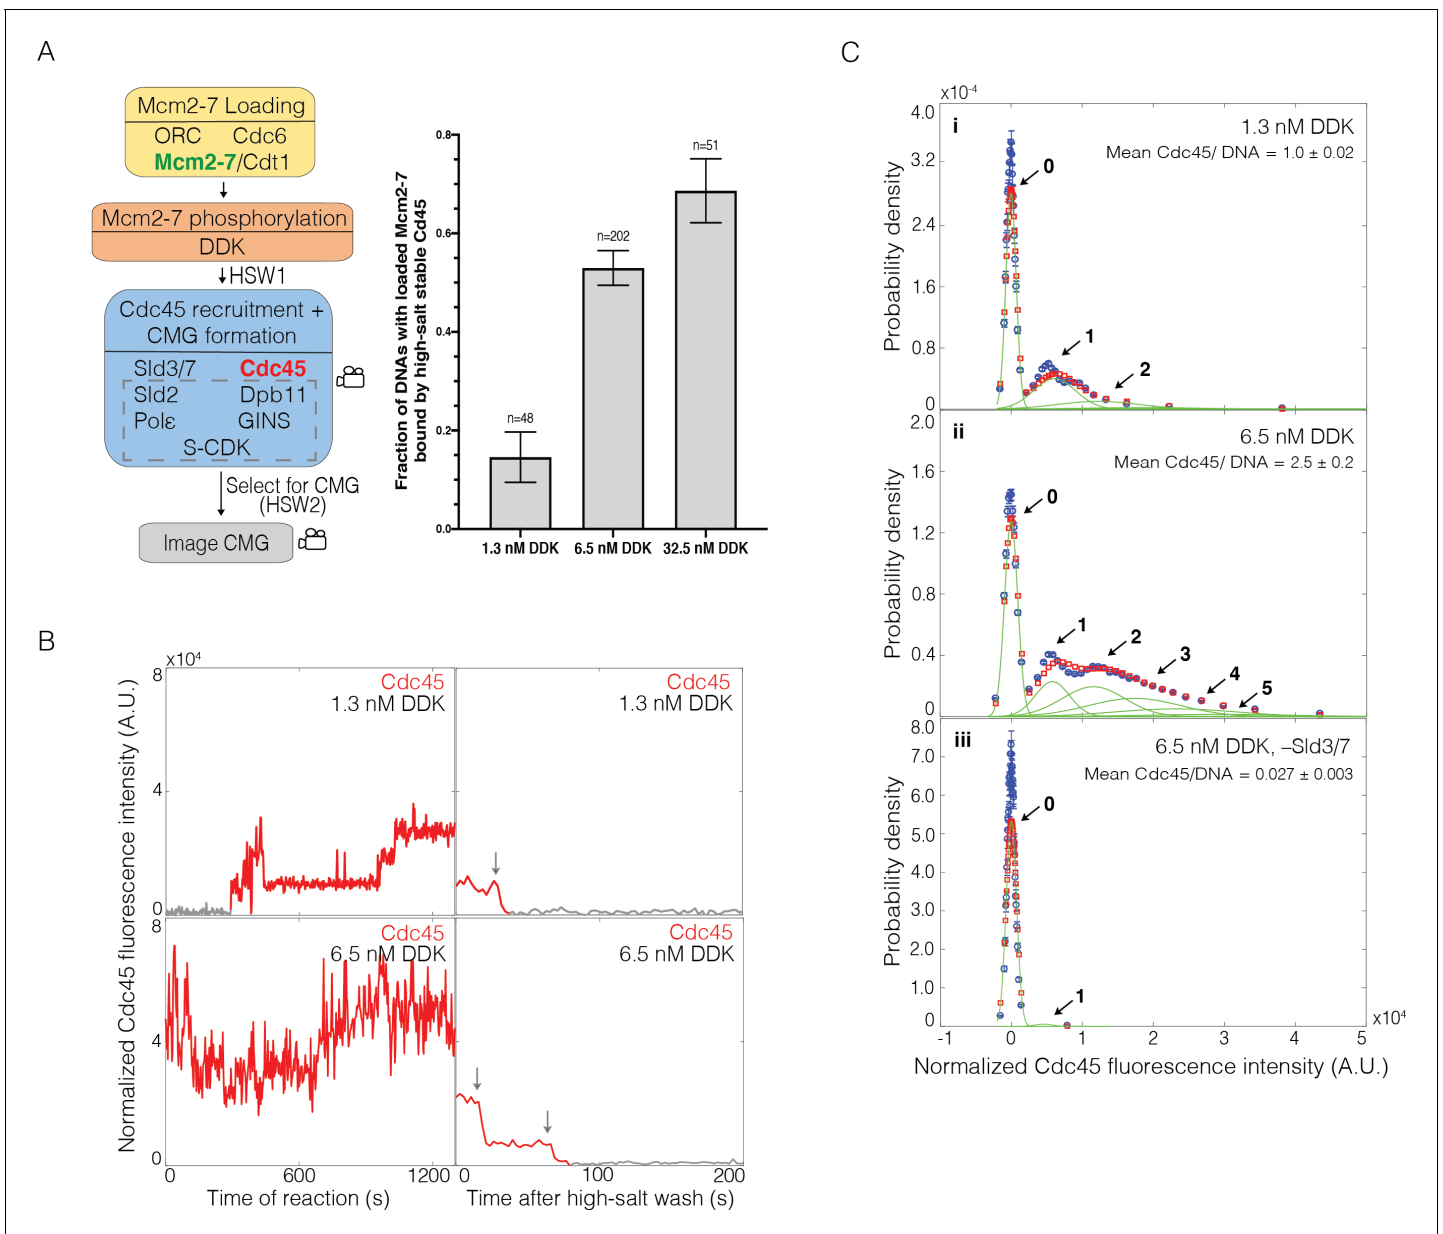 A
Mcm2-7 Loading
ORC Cdc6
Mcm2-7/Cdt1
Mcm2-7 phosphorylation
DDK
HSW1
Cdc45 recruitment +
CMG formation
Sld3/7 Cdc45
Sld2 Dpb11
Polε GINS
S-CDK
Select for CMG
(HSW2)
Image CMG
Fraction of DNAs with loaded Mcm2-7
bound by high-salt stable Cd45
0.8
0.6
0.4
0.2
0.0
n=48
n=202
n=51
1.3 nM DDK 6.5 nM DDK 32.5 nM DDK
B
Normalized Cdc45 fluorescence intensity (A.U.)
x10⁴
8
4
0
Cdc45
1.3 nM DDK
Cdc45
1.3 nM DDK
8
4
0
Cdc45
6.5 nM DDK
Cdc45
6.5 nM DDK
0 600 1200
0 100 200
Time of reaction (s)
Time after high-salt wash (s)
C
x10⁻⁴
i
1.3 nM DDK
Mean Cdc45/ DNA = 1.0 ± 0.02
Probability density
4.0
3.2
2.4
1.6
0.8
0
0
1
2
ii
6.5 nM DDK
Mean Cdc45/ DNA = 2.5 ± 0.2
Probability density
2.0
1.6
1.2
0.8
0.4
0
0
1
2
3
4
5
iii
6.5 nM DDK, –Sld3/7
Mean Cdc45/DNA = 0.027 ± 0.003
Probability density
8.0
7.0
6.0
5.0
4.0
3.0
2.0
1.0
0
0
1
-1 0 1 2 3 4 5
x10⁴
Normalized Cdc45 fluorescence intensity (A.U.)